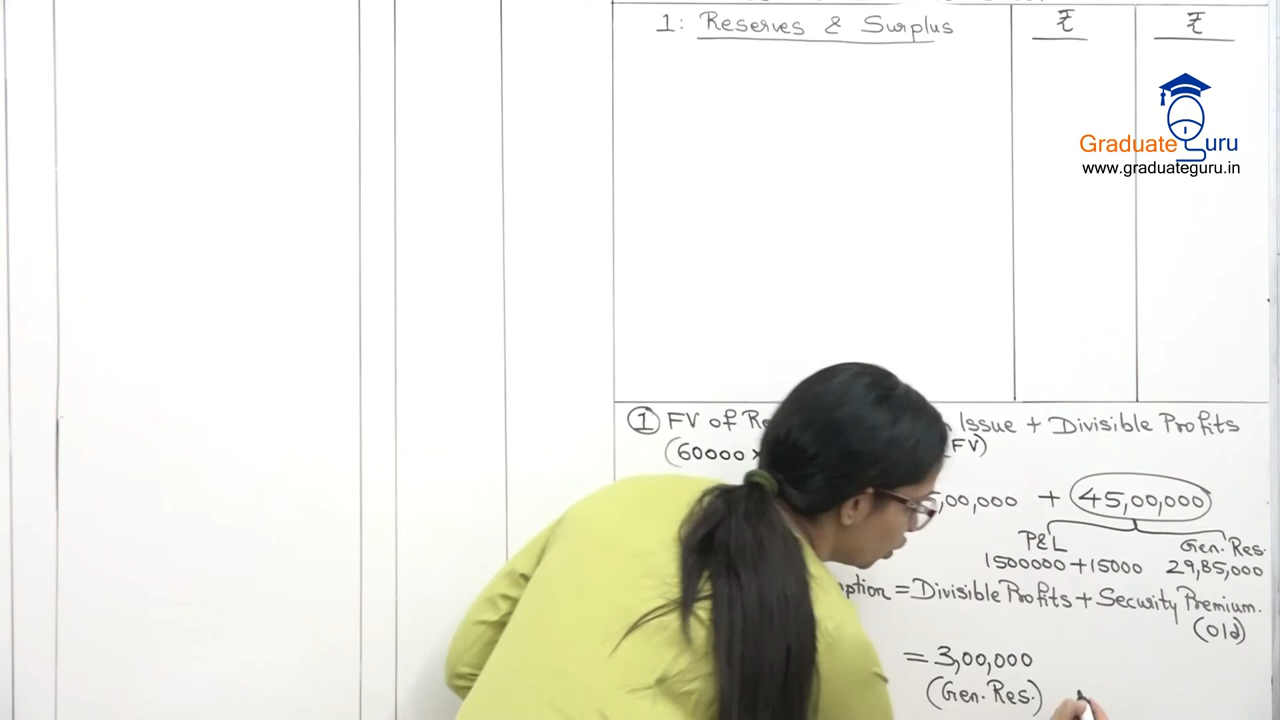 1: Reserves & Surplus ₹ ₹
Graduate Guru
www.graduateguru.in
① FV of Issue + Divisible Profits
(60000 × FV)
,00,000 + 45,00,000
P&L Gen. Res.
1500000 + 15000 29,85,000
= Divisible Profits + Security Premium.
(Old)
= 3,00,000
(Gen. Res.)